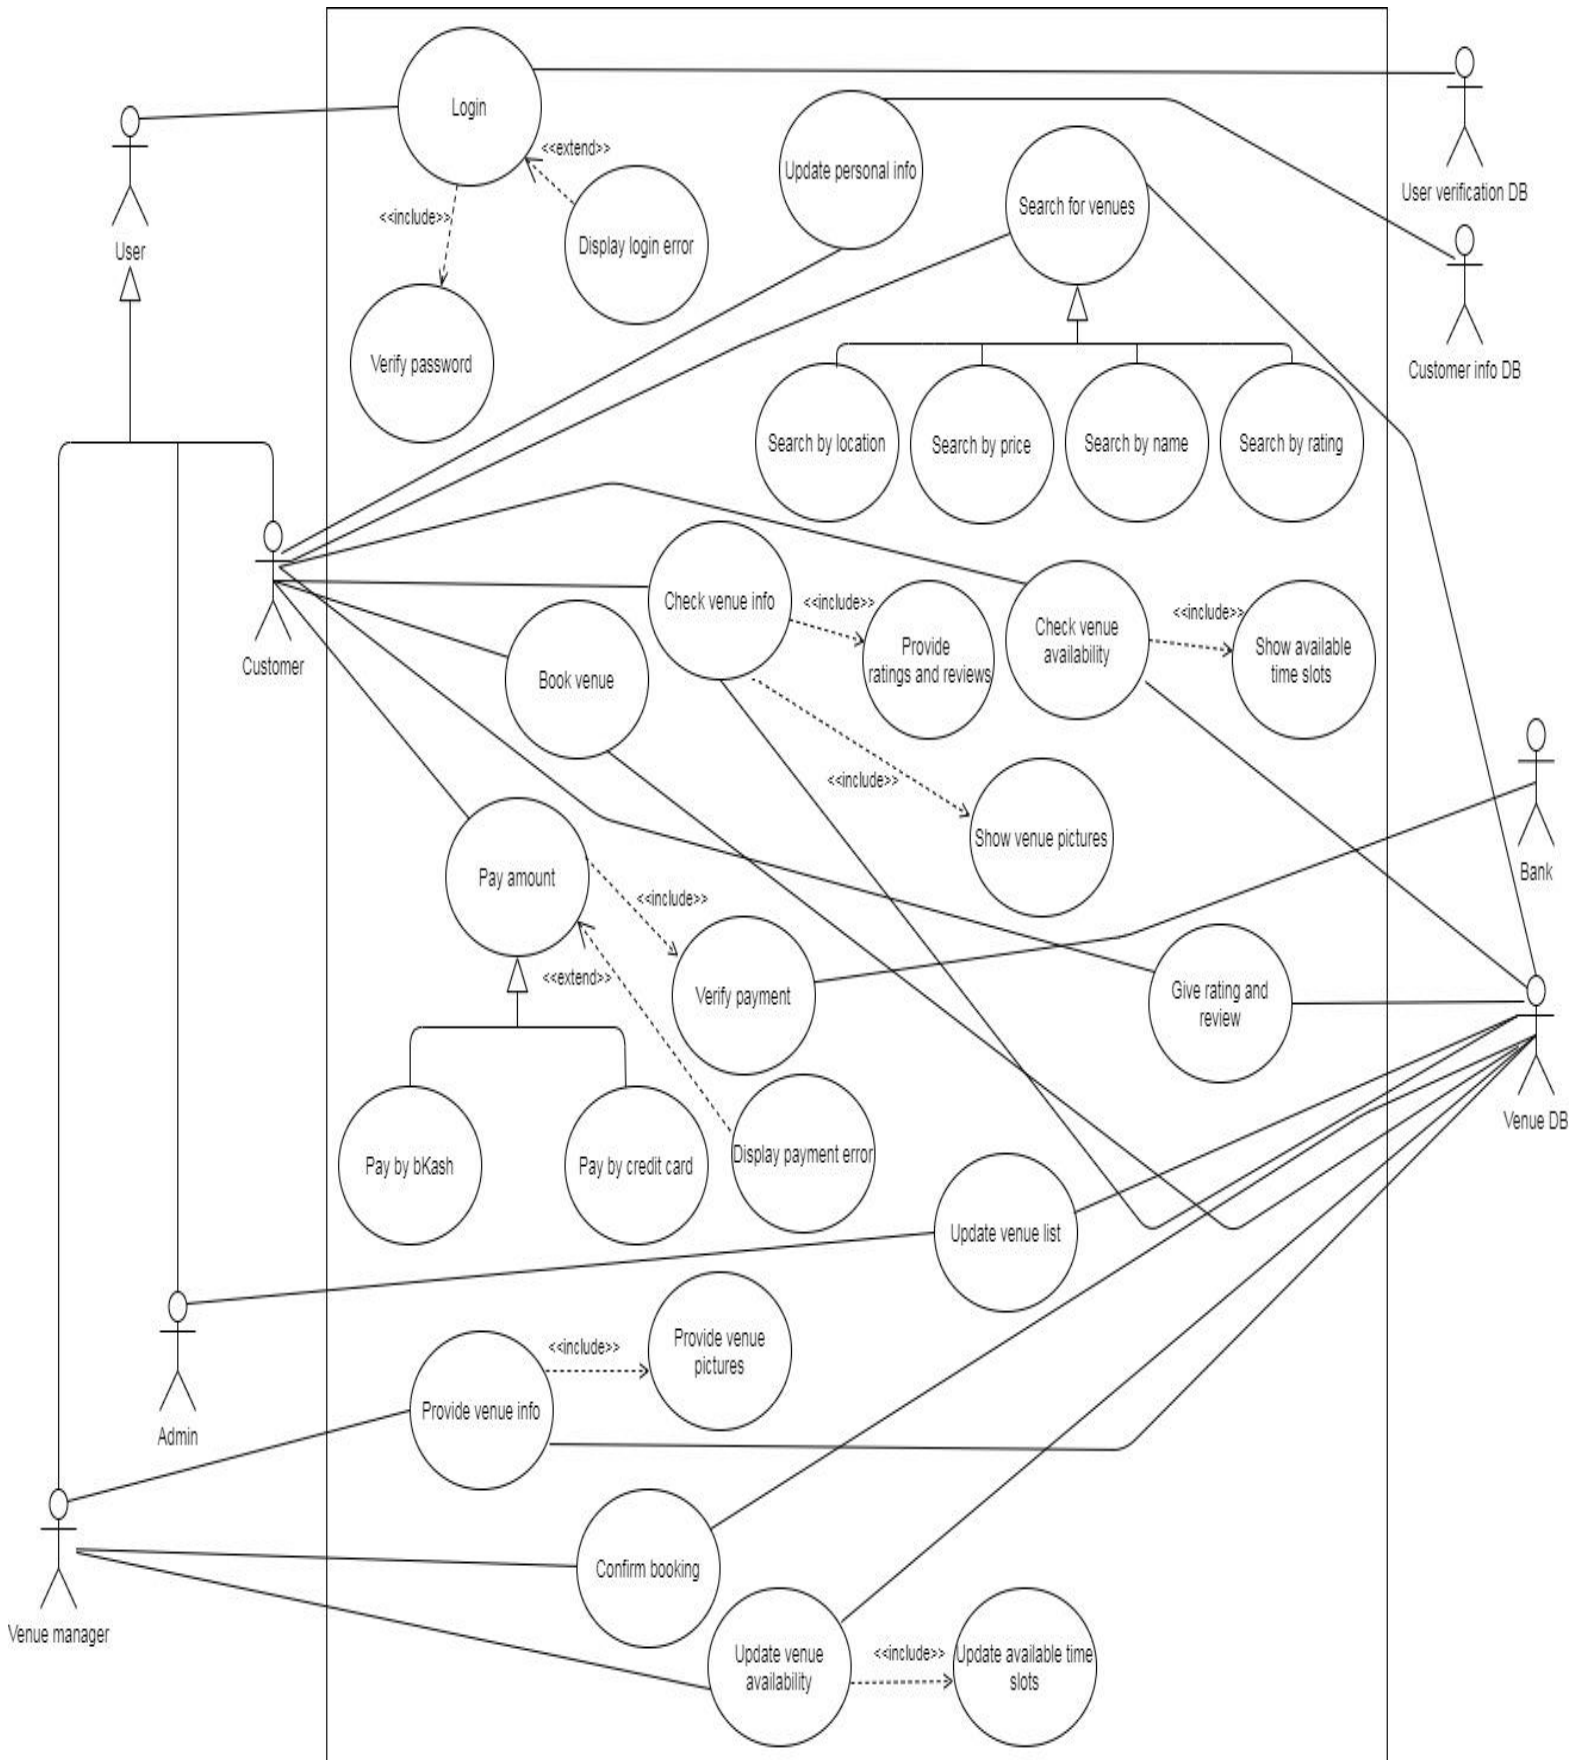 Login
<<extend>>
Update personal info
User verification DB
Search for venues
<<include>>
Display login error
User
Verify password
Customer info DB
Search by location
Search by price
Search by name
Search by rating
Check venue info
<<include>>
Provide
ratings and reviews
Check venue
availability
<<include>>
Show available
time slots
Customer
Book venue
<<include>>
Show venue pictures
Bank
Pay amount
<<include>>
<<extend>>
Verify payment
Give rating and
review
Venue DB
Pay by bKash
Pay by credit card
Display payment error
Update venue list
Provide venue
pictures
<<include>>
Provide venue info
Admin
Confirm booking
Venue manager
Update venue
availability
<<include>>
Update available time
slots